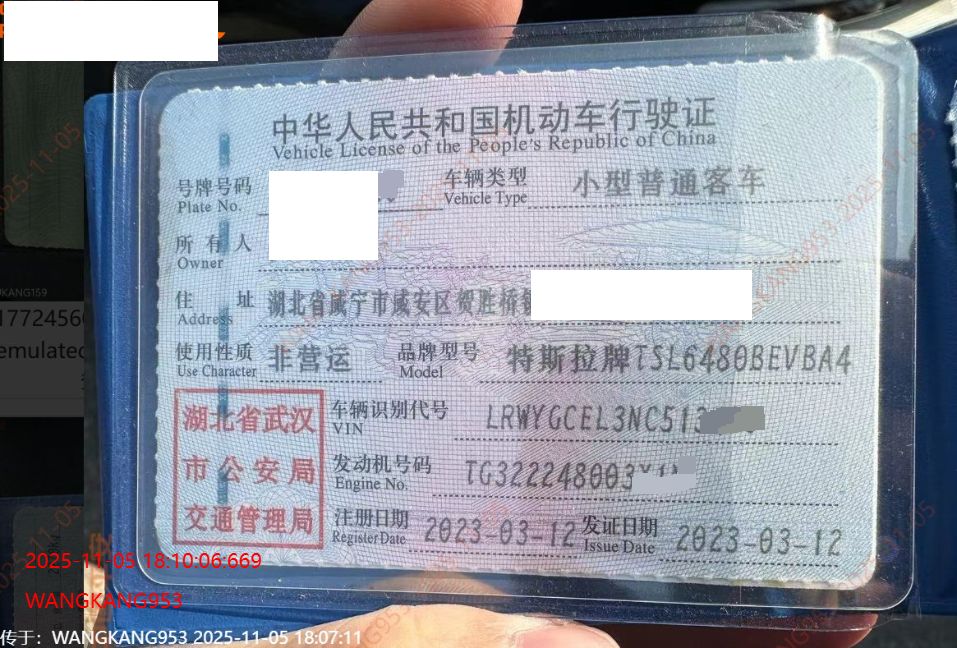 中华人民共和国机动车行驶证
Vehicle License of the People's Republic of China
号牌号码
Plate No.
车辆类型 小型普通客车
Vehicle Type
所有人
Owner
住址 湖北省咸宁市咸安区贺胜桥镇
Address
使用性质 非营运
Use Character
品牌型号 特斯拉牌TSL6480BEVBA4
Model
湖北省武汉
市公安局
交通管理局
车辆识别代号 LRWYGCEL3NC513
VIN
发动机号码 TG322248003
Engine No.
注册日期 2023-03-12
Register Date
发证日期 2023-03-12
Issue Date
KANG159
1772456
emulated
2025-11-05 18:10:06:669
WANGKANG953
传于: WANGKANG953 2025-11-05 18:07:11